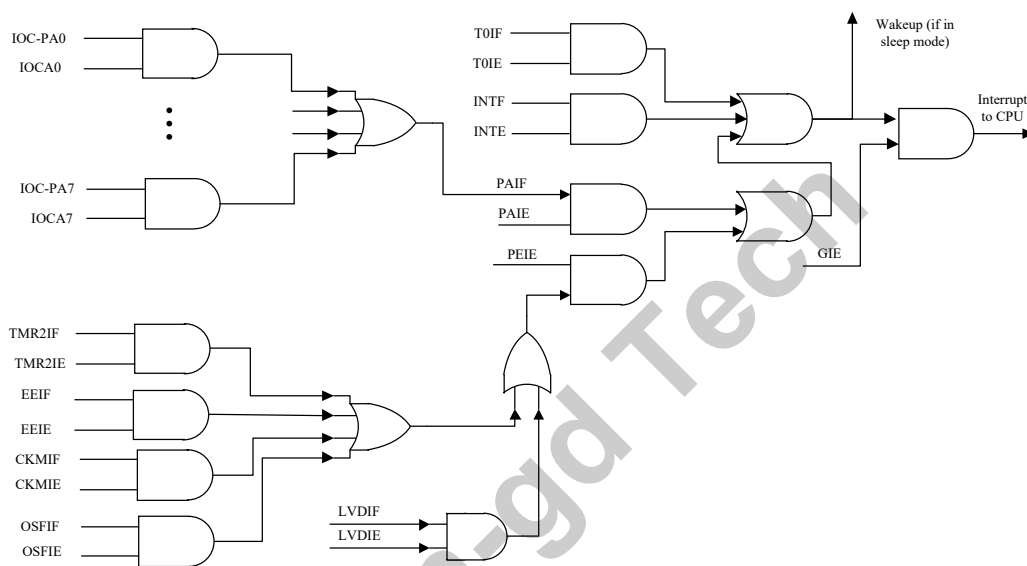 IOC-PA0
IOCA0
IOC-PA7
IOCA7
T0IF
T0IE
INTF
INTE
Wakeup (if in
sleep mode)
Interrupt
to CPU
PAIF
PAIE
PEIE
GIE
TMR2IF
TMR2IE
EEIF
EEIE
CKMIF
CKMIE
OSFIF
OSFIE
LVDIF
LVDIE
-gd Tech